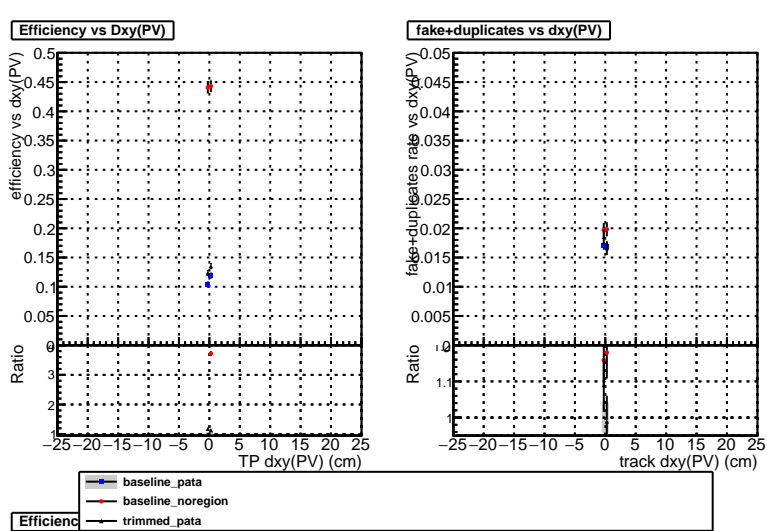 Efficiency vs Dxy(PV)
efficiency vs dxy(PV)
0.5
0.45
0.4
0.35
0.3
0.25
0.2
0.15
0.1
0.05
0
Ratio
4
3
2
1
−25 −20 −15 −10 −5 0 5 10 15 20 25
TP dxy(PV) (cm)
fake+duplicates vs dxy(PV)
fake+duplicates rate vs dxy(PV)
0.05
0.045
0.04
0.035
0.03
0.025
0.02
0.015
0.01
0.005
0
Ratio
1.1
1
−25 −20 −15 −10 −5 0 5 10 15 20 25
track dxy(PV) (cm)
baseline_pata
baseline_noregion
trimmed_pata
Efficienc